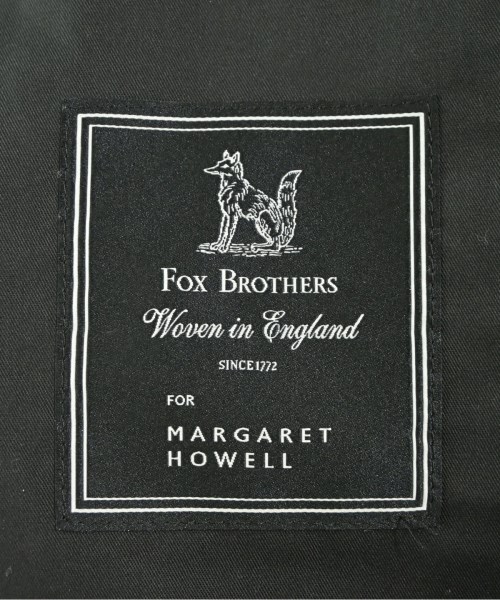 FOX BROTHERS
Woven in England
SINCE 1772
FOR
MARGARET
HOWELL